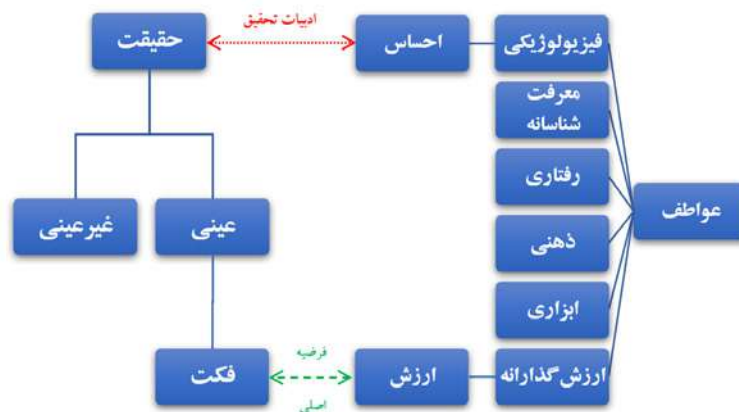 ادبیات تحقیق
فیزیولوژیکی
احساس
حقیقت
معرفت
شناسانه
رفتاری
عواطف
عینی
غیرعینی
ذهنی
ابزاری
فرضیه
ارزش گذارانه
ارزش
فکت
اصلی